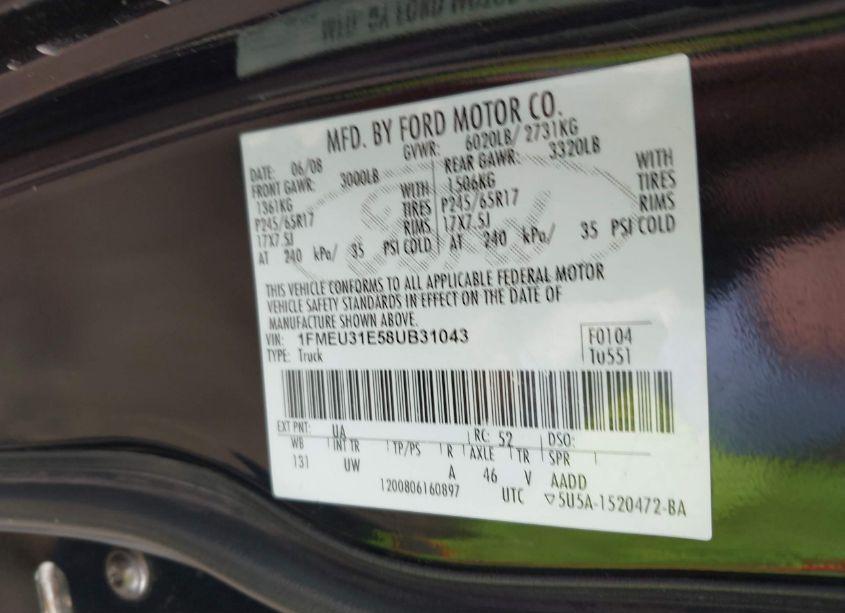 MFD. BY FORD MOTOR CO.
DATE: 06/08 GVWR: 6020LB/ 2731KG
FRONT GAWR: 3000LB REAR GAWR: 3320LB
1361KG WITH 1506KG WITH
P245/65R17 TIRES P245/65R17 TIRES
17X7.5J RIMS 17X7.5J RIMS
AT 240 kPa/ 35 PSI COLD AT 240 kPa/ 35 PSI COLD
THIS VEHICLE CONFORMS TO ALL APPLICABLE FEDERAL MOTOR
VEHICLE SAFETY STANDARDS IN EFFECT ON THE DATE OF
MANUFACTURE SHOWN ABOVE.
VIN: 1FMEU31E58UB31043 F0104
TYPE: Truck T0551
EXT PNT: UA RC: 52 DSO:
WB INT TR TP/PS R AXLE TR SPR
131 UW A 46 V AADD
1200806160897 UTC ▽5U5A-1520472-BA